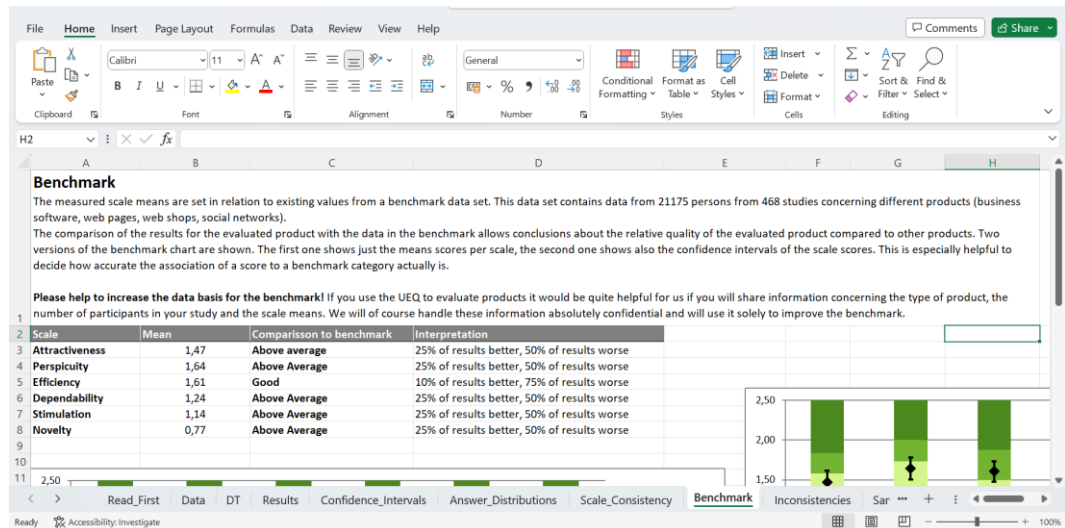 File Home Insert Page Layout Formulas Data Review View Help Comments Share
Paste
Clipboard
Calibri 11 A^ A˅
B I U A
Font
ab
Alignment
General
% 9 .00
Number
Conditional Formatting
Format as Table
Cell Styles
Styles
Insert
Delete
Format
Cells
Sort & Filter
Find & Select
Editing
H2 fx
A B C D E F G H
Benchmark
The measured scale means are set in relation to existing values from a benchmark data set. This data set contains data from 21175 persons from 468 studies concerning different products (business
software, web pages, web shops, social networks).
The comparison of the results for the evaluated product with the data in the benchmark allows conclusions about the relative quality of the evaluated product compared to other products. Two
versions of the benchmark chart are shown. The first one shows just the means scores per scale, the second one shows also the confidence intervals of the scale scores. This is especially helpful to
decide how accurate the association of a score to a benchmark category actually is.
Please help to increase the data basis for the benchmark! If you use the UEQ to evaluate products it would be quite helpful for us if you will share information concerning the type of product, the
1 number of participants in your study and the scale means. We will of course handle these information absolutely confidential and will use it solely to improve the benchmark.
2 Scale Mean Comparisson to benchmark Interpretation
3 Attractiveness 1,47 Above average 25% of results better, 50% of results worse
4 Perspicuity 1,64 Above Average 25% of results better, 50% of results worse
5 Efficiency 1,61 Good 10% of results better, 75% of results worse
6 Dependability 1,24 Above Average 25% of results better, 50% of results worse
7 Stimulation 1,14 Above Average 25% of results better, 50% of results worse
8 Novelty 0,77 Above Average 25% of results better, 50% of results worse
9
10
11
2,50
2,50
2,00
1,50
Read_First Data DT Results Confidence_Intervals Answer_Distributions Scale_Consistency Benchmark Inconsistencies Sar ...
Ready Accessibility: Investigate 100%